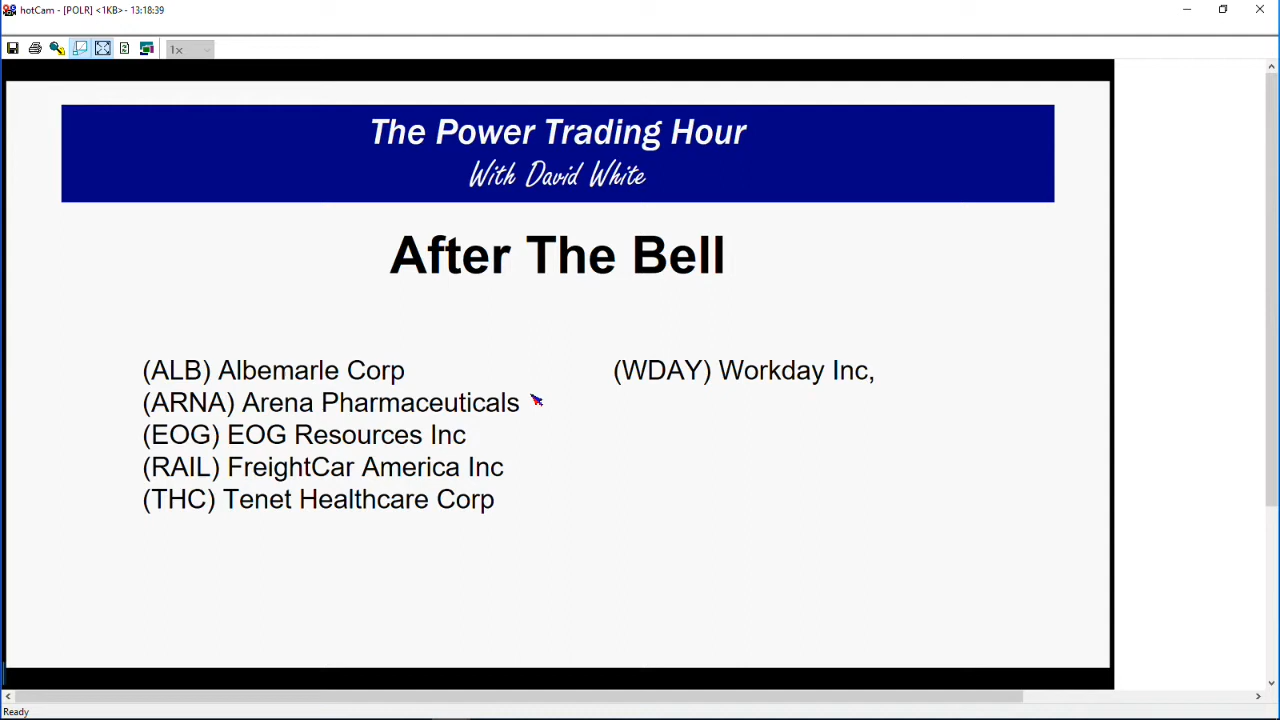 hotCam - [POLR] <1KB> - 13:18:39
1x
The Power Trading Hour
With David White
After The Bell
(ALB) Albemarle Corp
(ARNA) Arena Pharmaceuticals
(EOG) EOG Resources Inc
(RAIL) FreightCar America Inc
(THC) Tenet Healthcare Corp
(WDAY) Workday Inc,
Ready